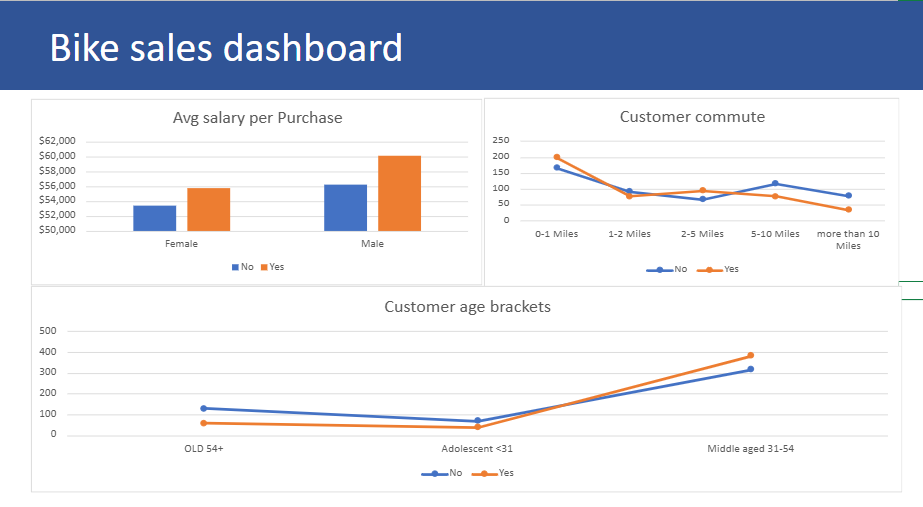 Bike sales dashboard
Avg salary per Purchase
$62,000
$60,000
$58,000
$56,000
$54,000
$52,000
$50,000
Female Male
No Yes
Customer commute
250
200
150
100
50
0
0-1 Miles 1-2 Miles 2-5 Miles 5-10 Miles more than 10
Miles
No Yes
Customer age brackets
500
400
300
200
100
0
OLD 54+ Adolescent <31 Middle aged 31-54
No Yes